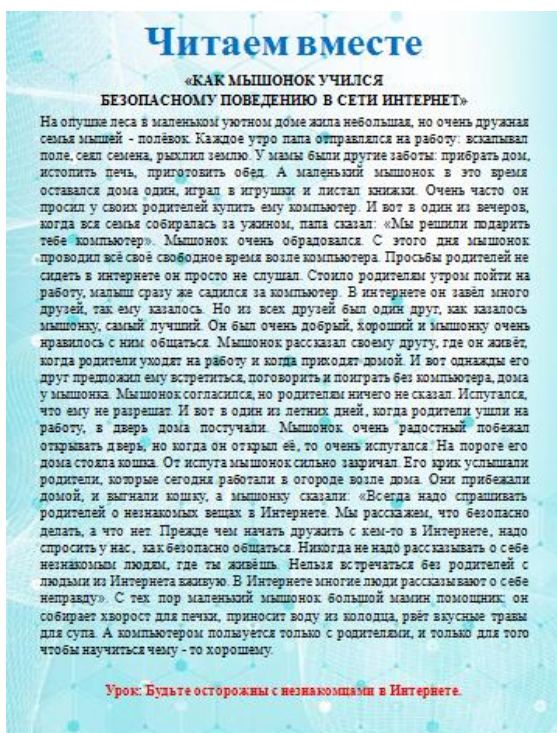 Читаем вместе
«КАК МЫШОНОК УЧИЛСЯ
БЕЗОПАСНОМУ ПОВЕДЕНИЮ В СЕТИ ИНТЕРНЕТ»
На опушке леса в маленьком уютном доме жила небольшая, но очень дружная
семья мышей - полёвок. Каждое утро папа отправлялся на работу: вскапывал
поле, сеял семена, рыхлил землю. У мамы были другие заботы: прибрать дом,
истопить печь, приготовить обед. А маленький мышонок в это время
оставался дома один, играл в игрушки и листал книжки. Очень часто он
просил у своих родителей купить ему компьютер. И вот в один из вечеров,
когда вся семья собиралась за ужином, папа сказал: «Мы решили подарить
тебе компьютер». Мышонок очень обрадовался. С этого дня мышонок
проводил всё своё свободное время возле компьютера. Просьбы родителей не
сидеть в интернете он просто не слушал. Стоило родителям утром пойти на
работу, малыш сразу же садился за компьютер. В интернете он завёл много
друзей, так ему казалось. Но из всех друзей был один друг, как казалось
мышонку, самый лучший. Он был очень добрый, хороший и мышонку очень
нравилось с ним общаться. Мышонок рассказал своему другу, где он живёт,
когда родители уходят на работу и когда приходят домой. И вот однажды его
друг предложил ему встретиться, поговорить и поиграть без компьютера, дома
у мышонка. Мышонок согласился, но родителям ничего не сказал. Испугался,
что ему не разрешат. И вот в один из летних дней, когда родители ушли на
работу, в дверь дома постучали. Мышонок очень радостный побежал
открывать дверь, но когда он открыл её, то очень испугался. На пороге его
дома стояла кошка. От испуга мышонок сильно закричал. Его крик услышали
родители, которые сегодня работали в огороде возле дома. Они прибежали
домой, и выгнали кошку, а мышонку сказали: «Всегда надо спрашивать
родителей о незнакомых вещах в Интернете. Мы расскажем, что безопасно
делать, а что нет. Прежде чем начать дружить с кем-то в Интернете, надо
спросить у нас, как безопасно общаться. Никогда не надо рассказывать о себе
незнакомым людям, где ты живёшь. Нельзя встречаться без родителей с
людьми из Интернета вживую. В Интернете многие люди рассказывают о себе
неправду». С тех пор маленький мышонок большой мамин помощник: он
собирает хворост для печки, приносит воду из колодца, рвёт вкусные травы
для супа. А компьютером пользуется только с родителями, и только для того
чтобы научиться чему - то хорошему.
Урок: Будьте осторожны с незнакомцами в Интернете.